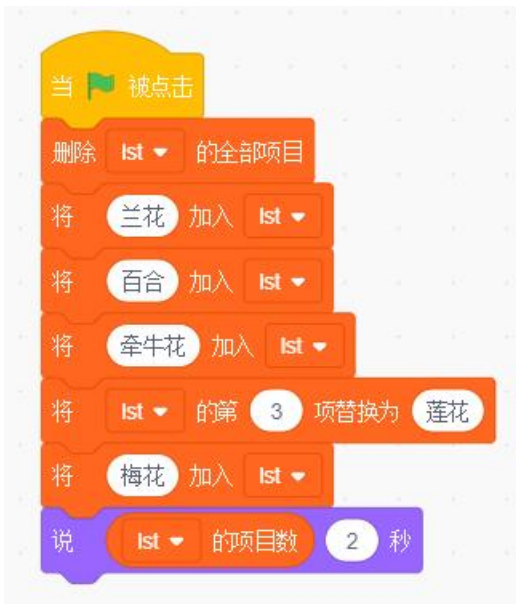 当 被点击
删除 lst 的全部项目
将 兰花 加入 lst
将 百合 加入 lst
将 牵牛花 加入 lst
将 lst 的第 3 项替换为 莲花
将 梅花 加入 lst
说 lst 的项目数 2 秒